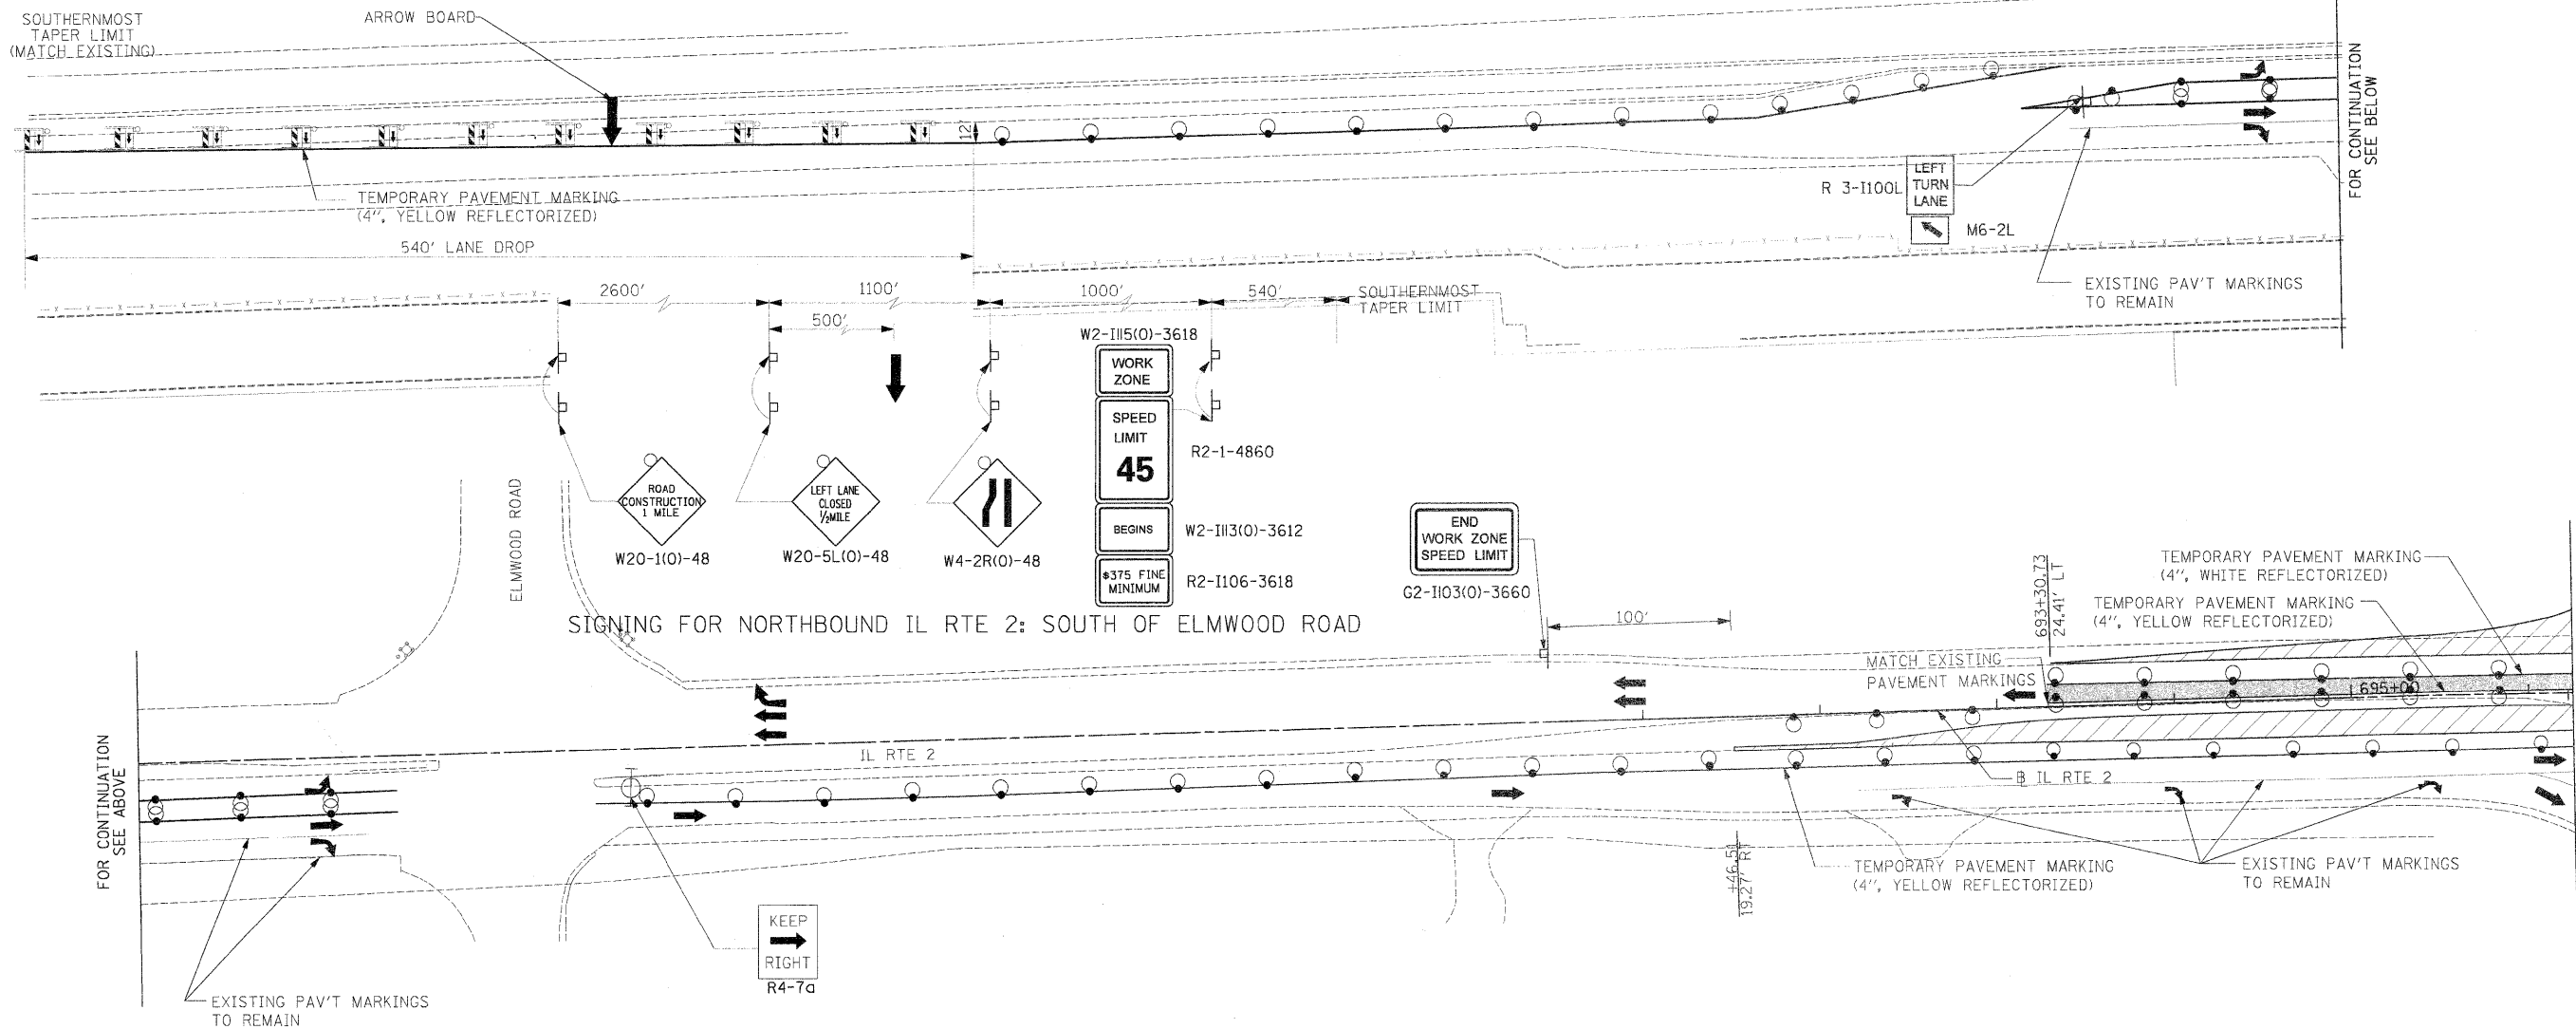 SOUTHERNMOST
TAPER LIMIT
(MATCH EXISTING)
ARROW BOARD
12'
TEMPORARY PAVEMENT MARKING
(4", YELLOW REFLECTORIZED)
540' LANE DROP
R 3-I100L
LEFT
TURN
LANE
M6-2L
EXISTING PAV'T MARKINGS
TO REMAIN
FOR CONTINUATION
SEE BELOW
2600'
1100'
1000'
540'
SOUTHERNMOST
TAPER LIMIT
500'
W2-I115(O)-3618
WORK
ZONE
SPEED
LIMIT
45
R2-1-4860
BEGINS
W2-I113(O)-3612
$375 FINE
MINIMUM
R2-I106-3618
ROAD
CONSTRUCTION
1 MILE
W20-1(O)-48
LEFT LANE
CLOSED
1/2MILE
W20-5L(O)-48
W4-2R(O)-48
END
WORK ZONE
SPEED LIMIT
G2-I103(O)-3660
ELMWOOD ROAD
SIGNING FOR NORTHBOUND IL RTE 2: SOUTH OF ELMWOOD ROAD
100'
693+30.73
24.41' LT
TEMPORARY PAVEMENT MARKING
(4", WHITE REFLECTORIZED)
TEMPORARY PAVEMENT MARKING
(4", YELLOW REFLECTORIZED)
MATCH EXISTING
PAVEMENT MARKINGS
695+00
FOR CONTINUATION
SEE ABOVE
IL RTE 2
B IL RTE 2
+46.51
19.27' RT
TEMPORARY PAVEMENT MARKING
(4", YELLOW REFLECTORIZED)
EXISTING PAV'T MARKINGS
TO REMAIN
KEEP
RIGHT
R4-7a
EXISTING PAV'T MARKINGS
TO REMAIN